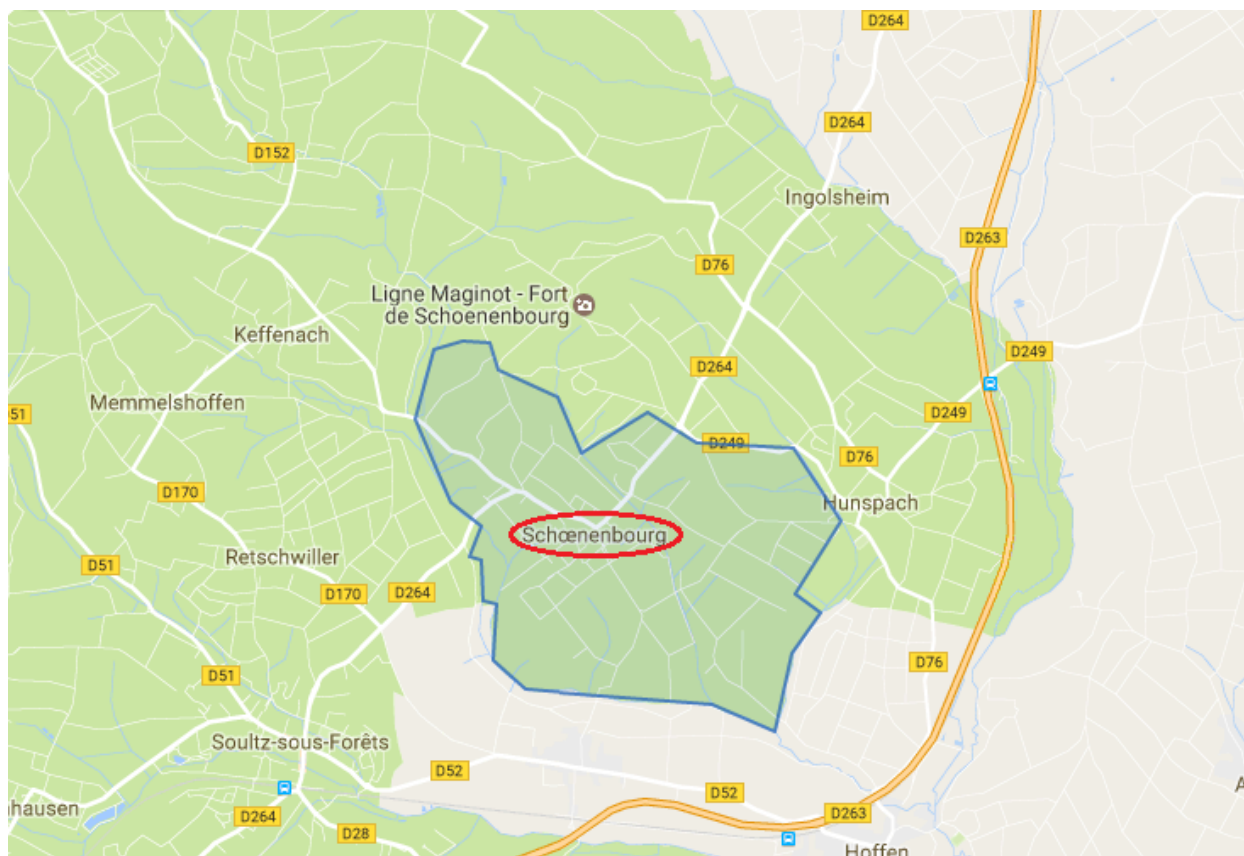 D264
D264
D152
Ingolsheim
D263
D76
Ligne Maginot - Fort
de Schoenenbourg
Keffenach
D249
D264
Memmelshoffen
D249
51
D249
D76
D170
Hunspach
Schœnenbourg
Retschwiller
D51
D264
D170
D76
D51
Soultz-sous-Forêts
D52
D52
hausen
D264
D263
D28
Hoffen
A